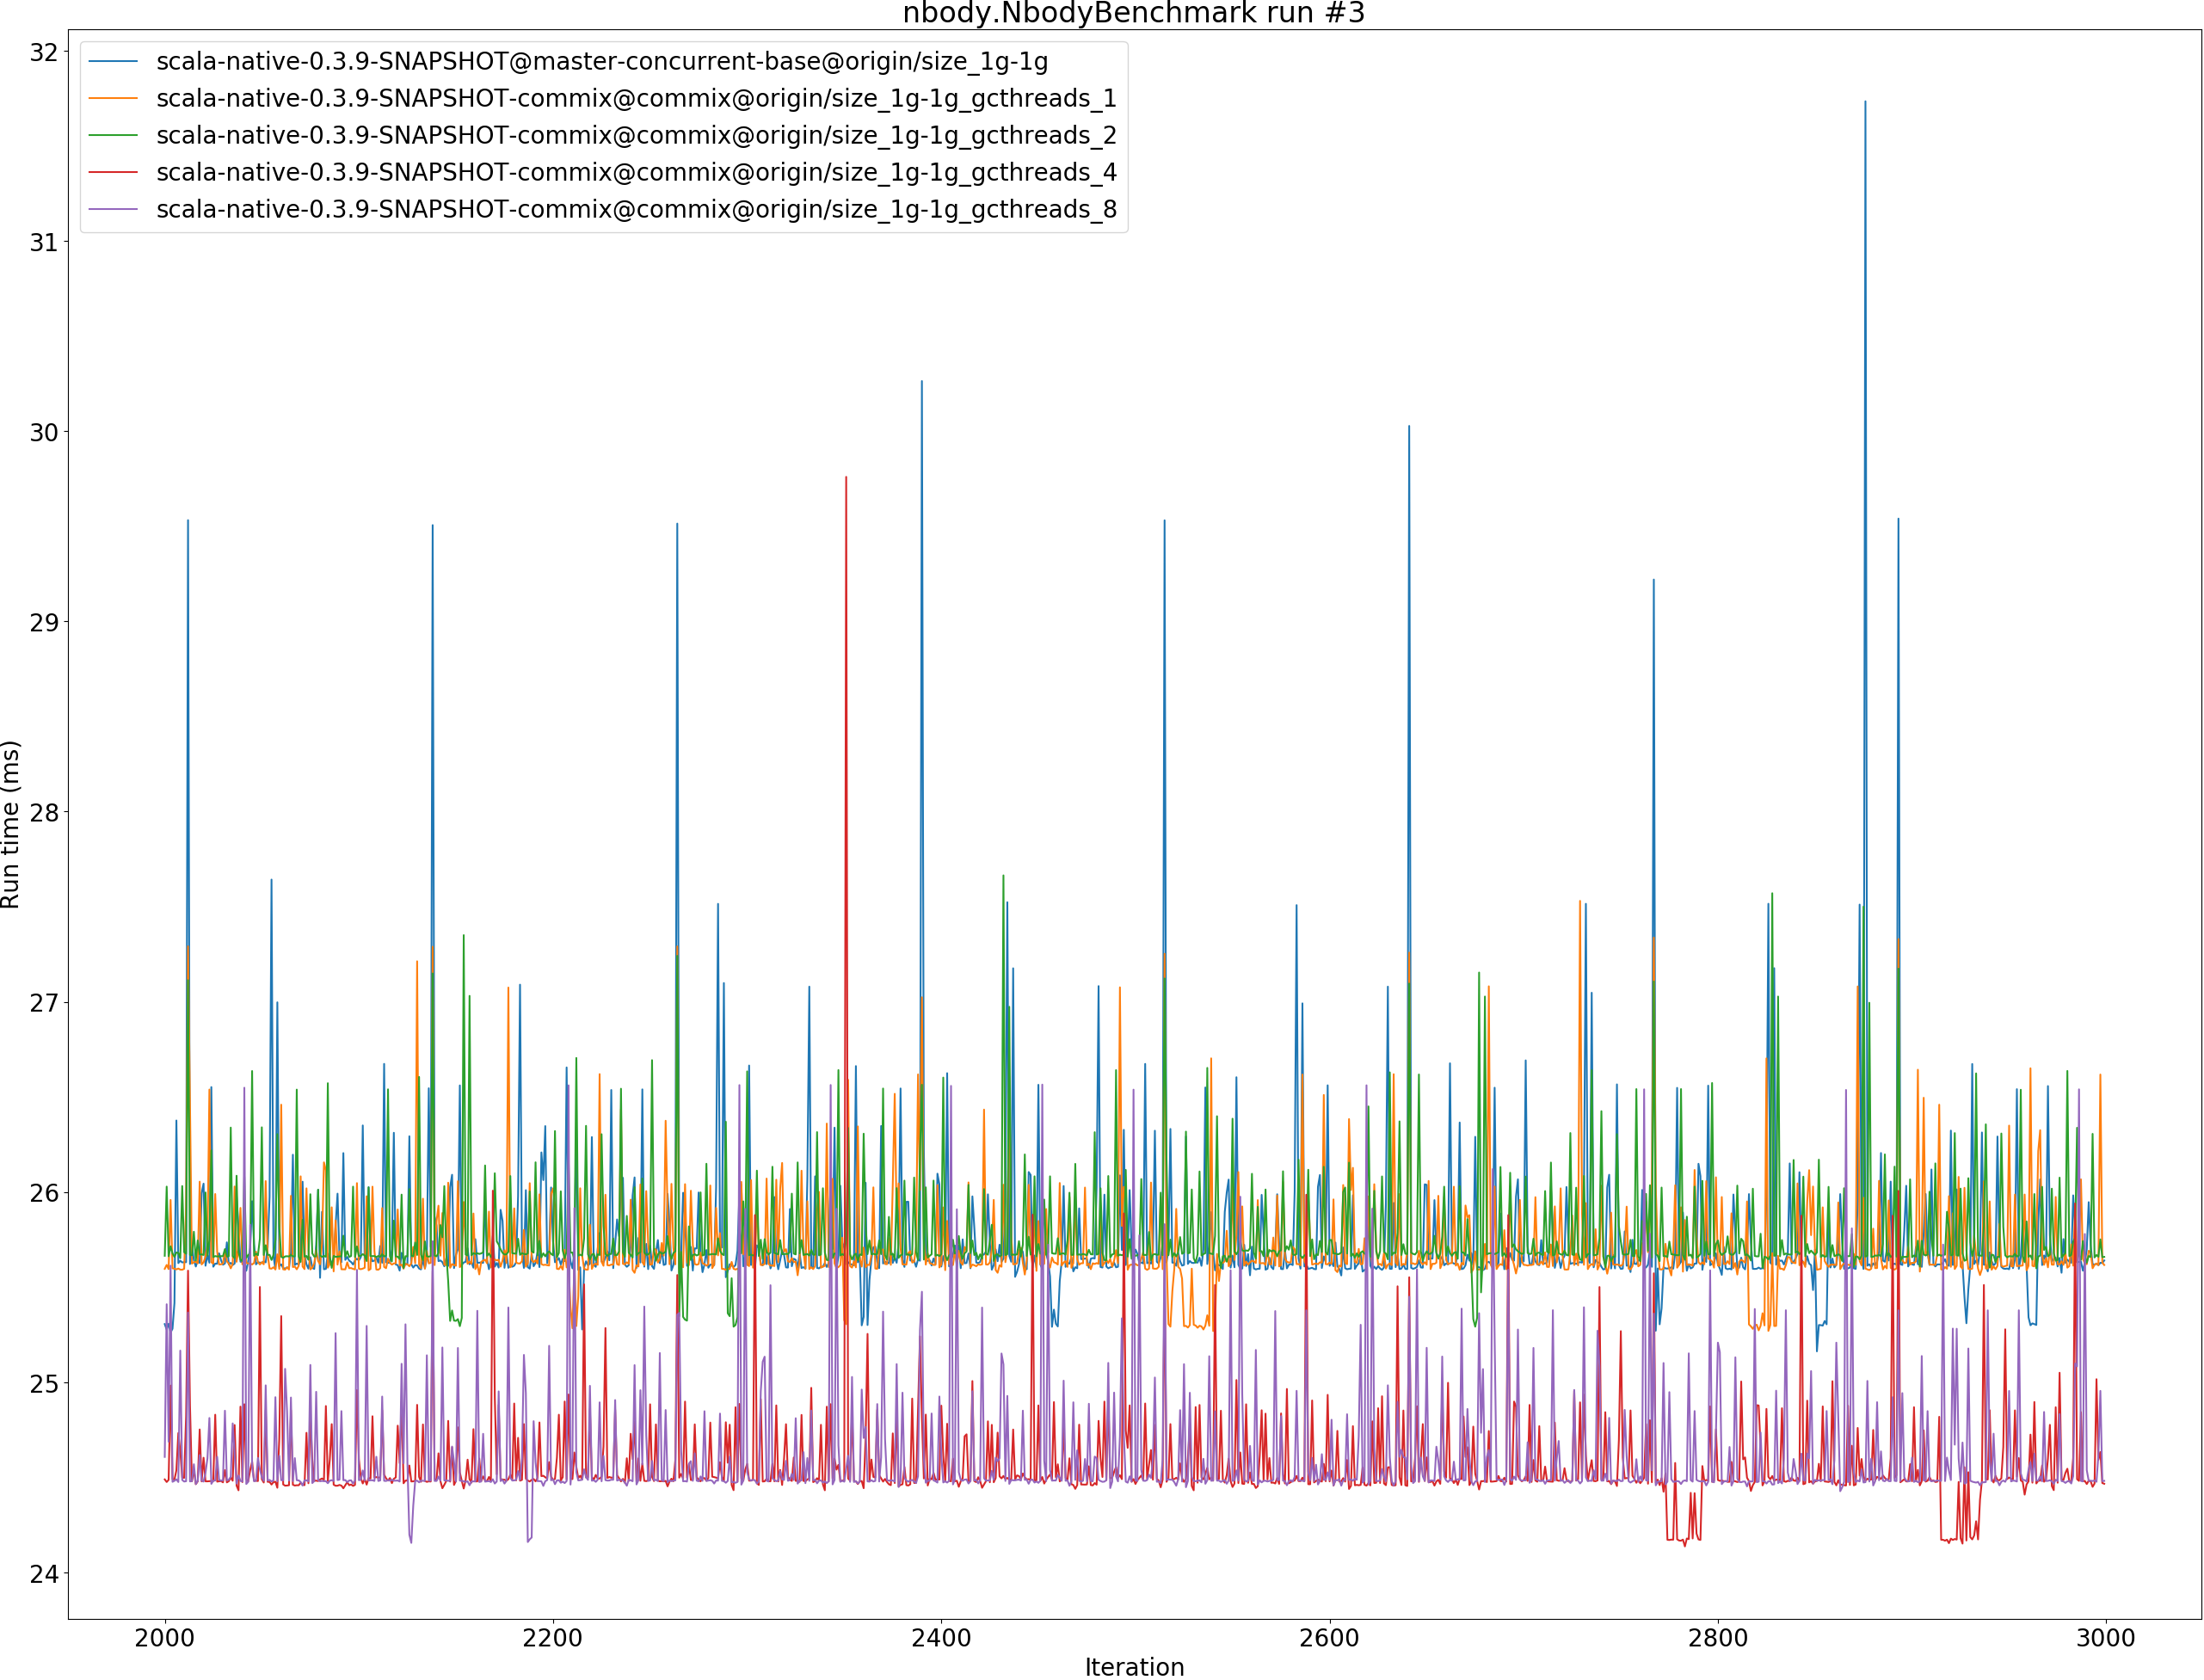 nbody.NbodyBenchmark run #3
scala-native-0.3.9-SNAPSHOT@master-concurrent-base@origin/size_1g-1g
scala-native-0.3.9-SNAPSHOT-commix@commix@origin/size_1g-1g_gcthreads_1
scala-native-0.3.9-SNAPSHOT-commix@commix@origin/size_1g-1g_gcthreads_2
scala-native-0.3.9-SNAPSHOT-commix@commix@origin/size_1g-1g_gcthreads_4
scala-native-0.3.9-SNAPSHOT-commix@commix@origin/size_1g-1g_gcthreads_8
32
31
30
29
28
27
26
25
24
Run time (ms)
2000 2200 2400 2600 2800 3000
Iteration